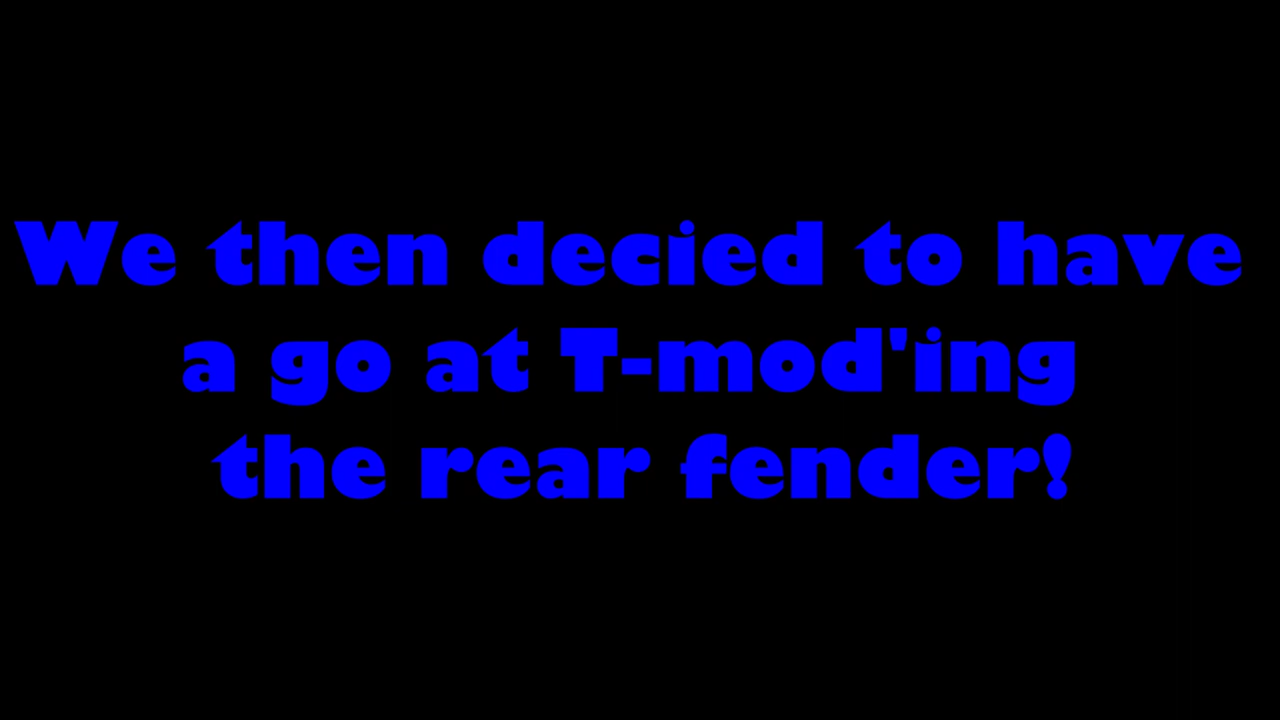 We then decied to have
a go at T-mod'ing
the rear fender!